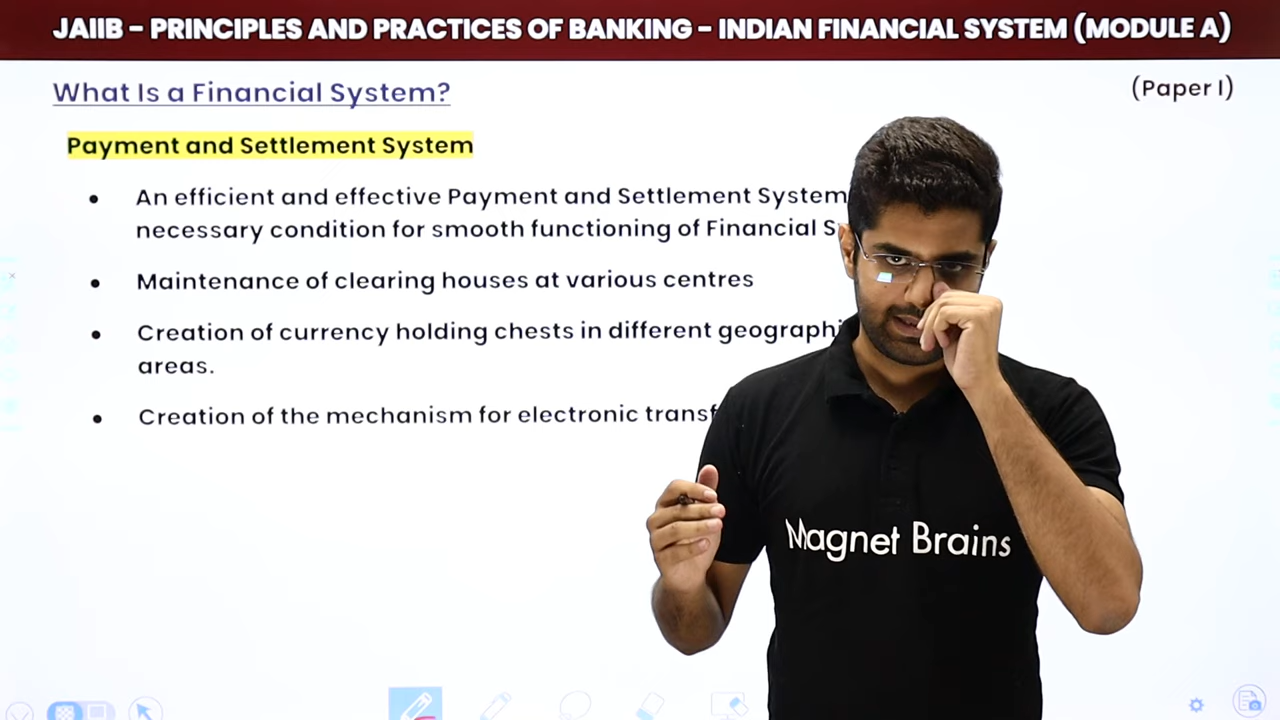 JAIIB – PRINCIPLES AND PRACTICES OF BANKING – INDIAN FINANCIAL SYSTEM (MODULE A)
What Is a Financial System?
(Paper I)
Payment and Settlement System
• An efficient and effective Payment and Settlement System
necessary condition for smooth functioning of Financial
• Maintenance of clearing houses at various centres
• Creation of currency holding chests in different
areas.
• Creation of the mechanism for electronic
Magnet Brains